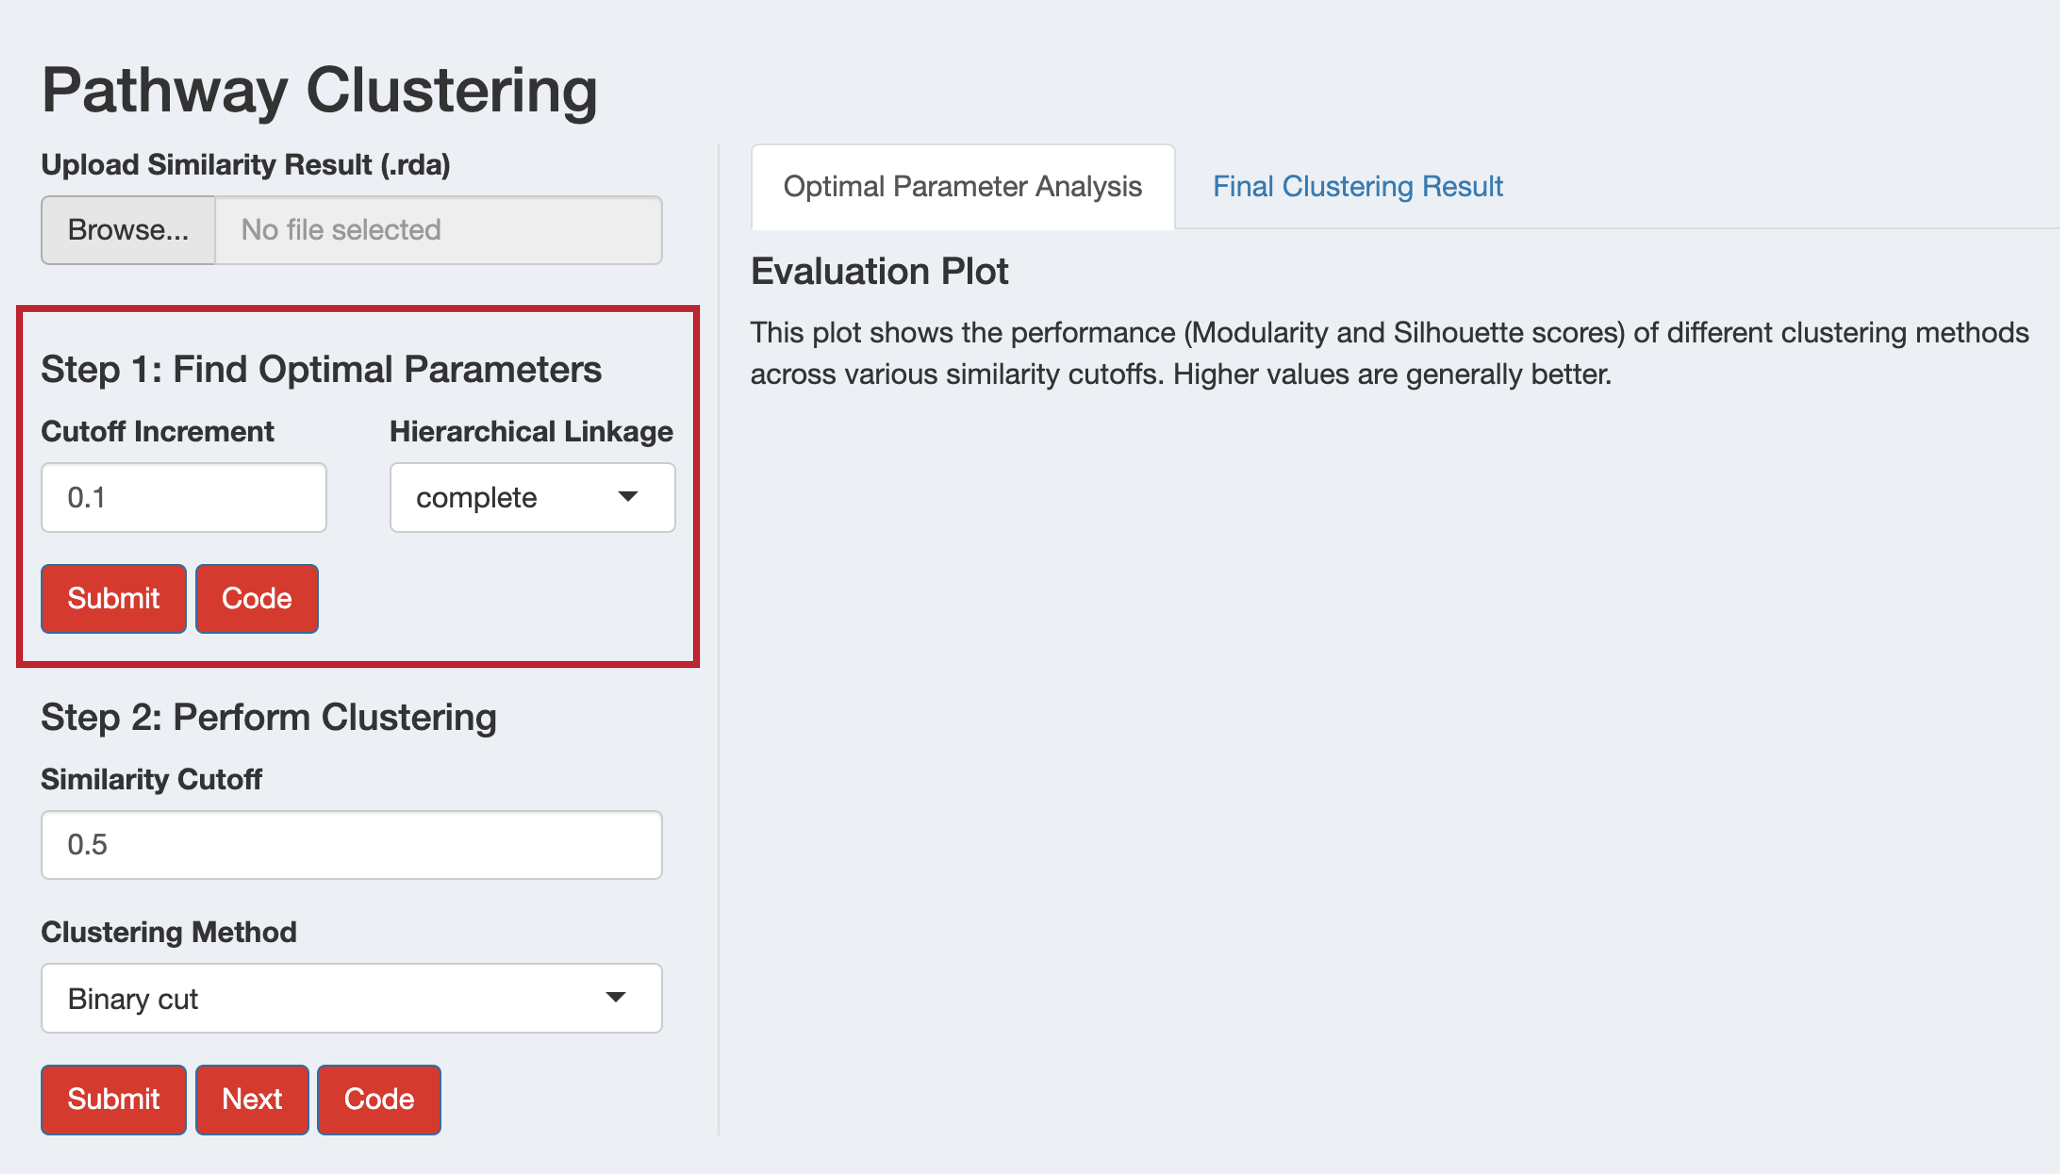 Pathway Clustering
Upload Similarity Result (.rda)
Browse... No file selected
Step 1: Find Optimal Parameters
Cutoff Increment Hierarchical Linkage
0.1 complete
Submit Code
Step 2: Perform Clustering
Similarity Cutoff
0.5
Clustering Method
Binary cut
Submit Next Code
Optimal Parameter Analysis Final Clustering Result
Evaluation Plot
This plot shows the performance (Modularity and Silhouette scores) of different clustering methods
across various similarity cutoffs. Higher values are generally better.